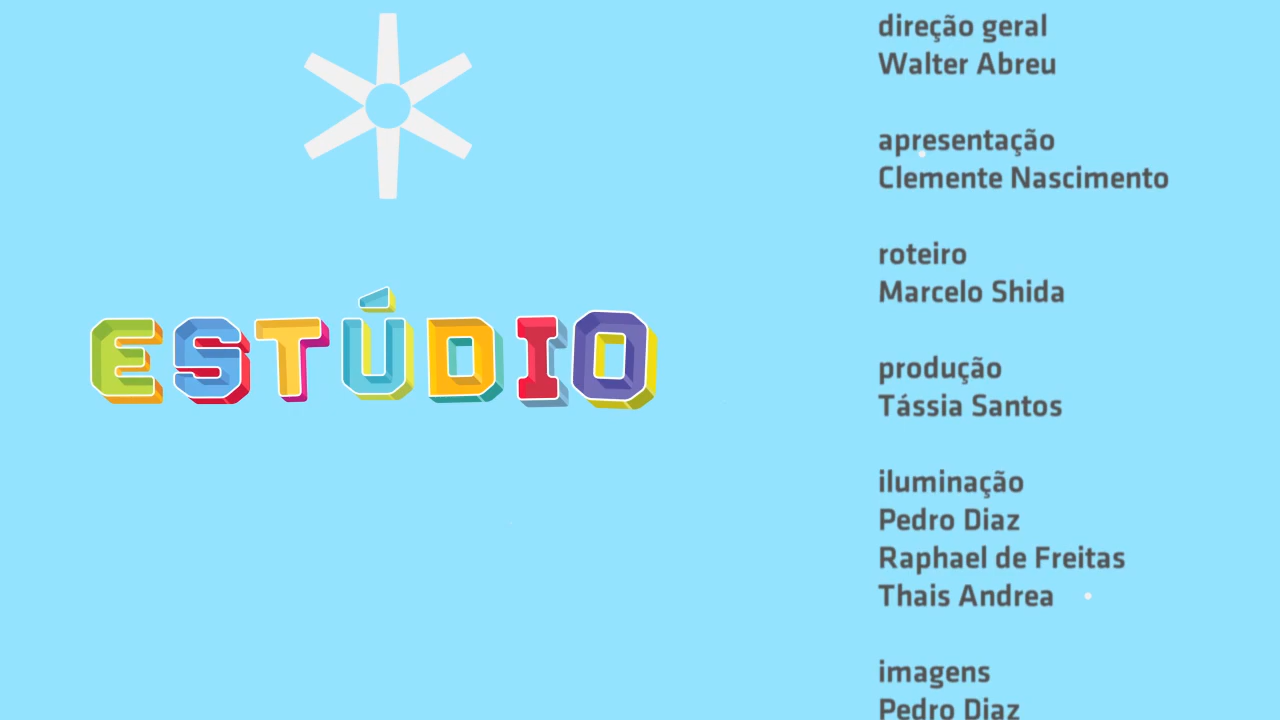 ESTÚDIO
direção geral
Walter Abreu
apresentação
Clemente Nascimento
roteiro
Marcelo Shida
produção
Tássia Santos
iluminação
Pedro Diaz
Raphael de Freitas
Thais Andrea
imagens
Pedro Diaz